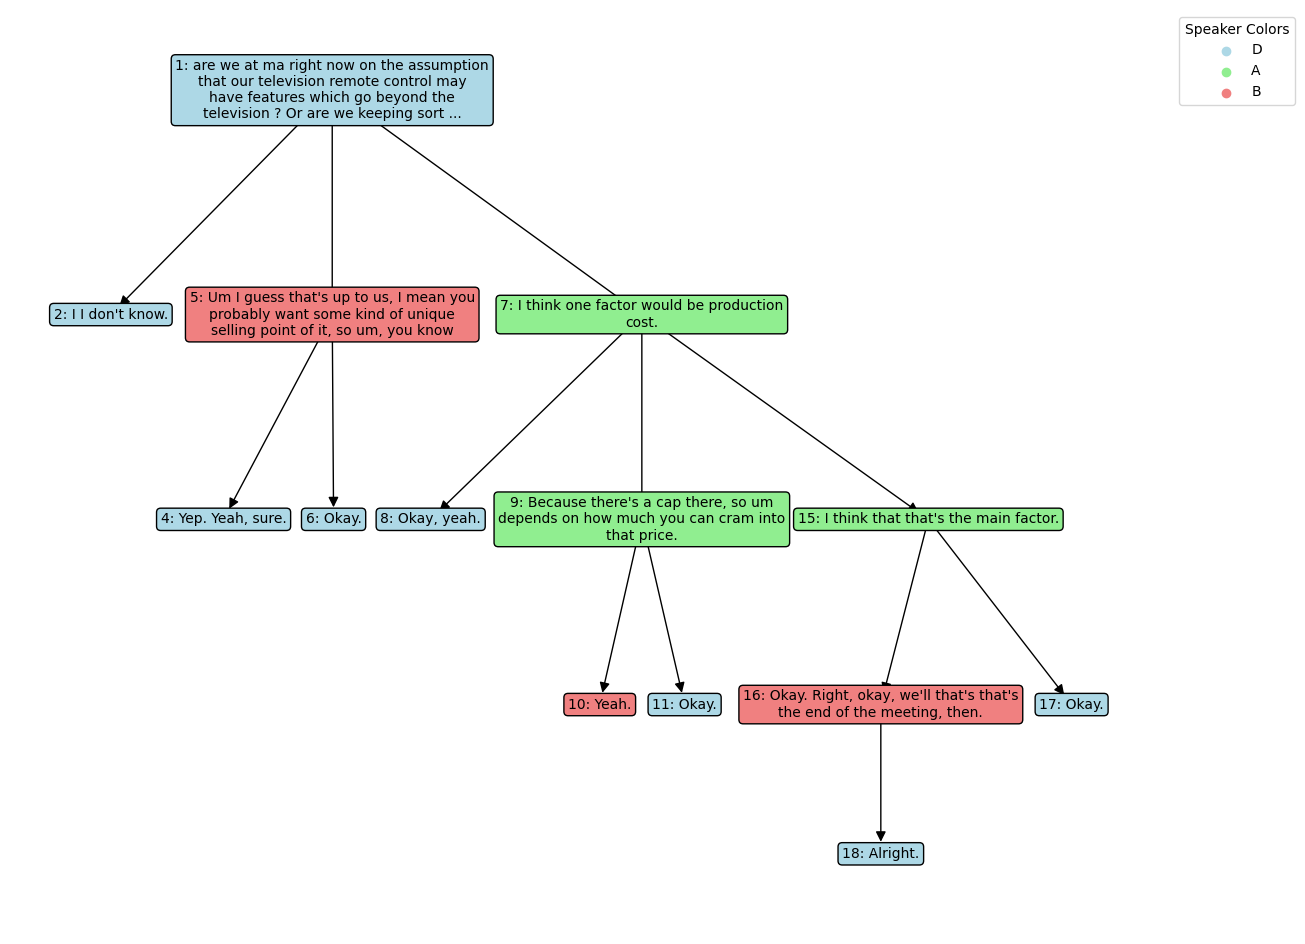 Speaker Colors
D
A
B
1: are we at ma right now on the assumption
that our television remote control may
have features which go beyond the
television ? Or are we keeping sort ...
2: I I don't know.
5: Um I guess that's up to us, I mean you
probably want some kind of unique
selling point of it, so um, you know
7: I think one factor would be production
cost.
4: Yep. Yeah, sure.
6: Okay.
8: Okay, yeah.
9: Because there's a cap there, so um
depends on how much you can cram into
that price.
15: I think that that's the main factor.
10: Yeah.
11: Okay.
16: Okay. Right, okay, we'll that's that's
the end of the meeting, then.
17: Okay.
18: Alright.